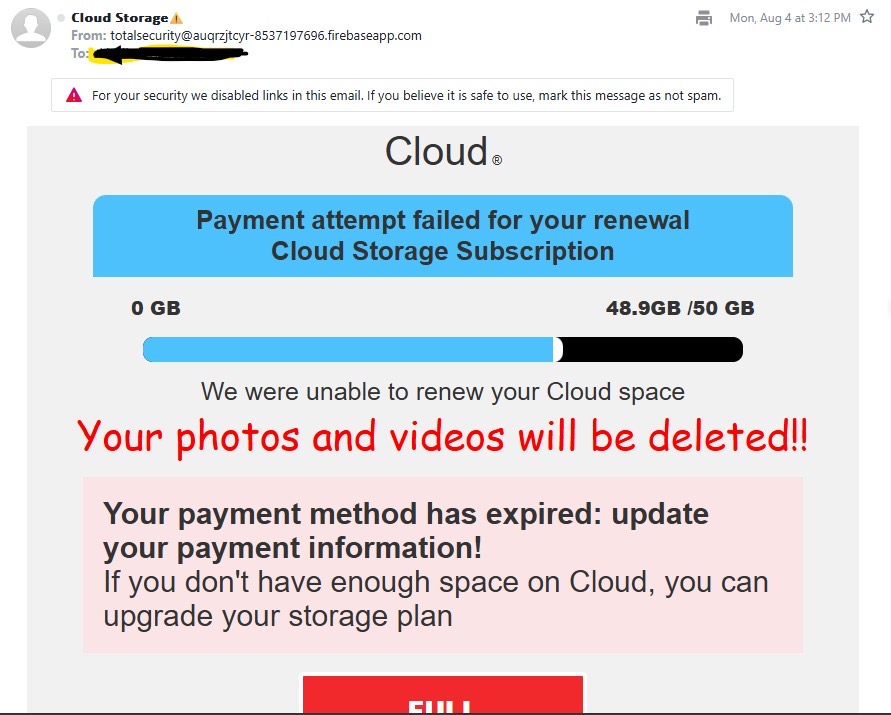 Cloud Storage
Mon, Aug 4 at 3:12 PM
From: totalsecurity@auqrzjtcyr-8537197696.firebaseapp.com
To:
For your security we disabled links in this email. If you believe it is safe to use, mark this message as not spam.
Cloud®
Payment attempt failed for your renewal
Cloud Storage Subscription
0 GB
48.9GB /50 GB
We were unable to renew your Cloud space
Your photos and videos will be deleted!!
Your payment method has expired: update
your payment information!
If you don't have enough space on Cloud, you can
upgrade your storage plan